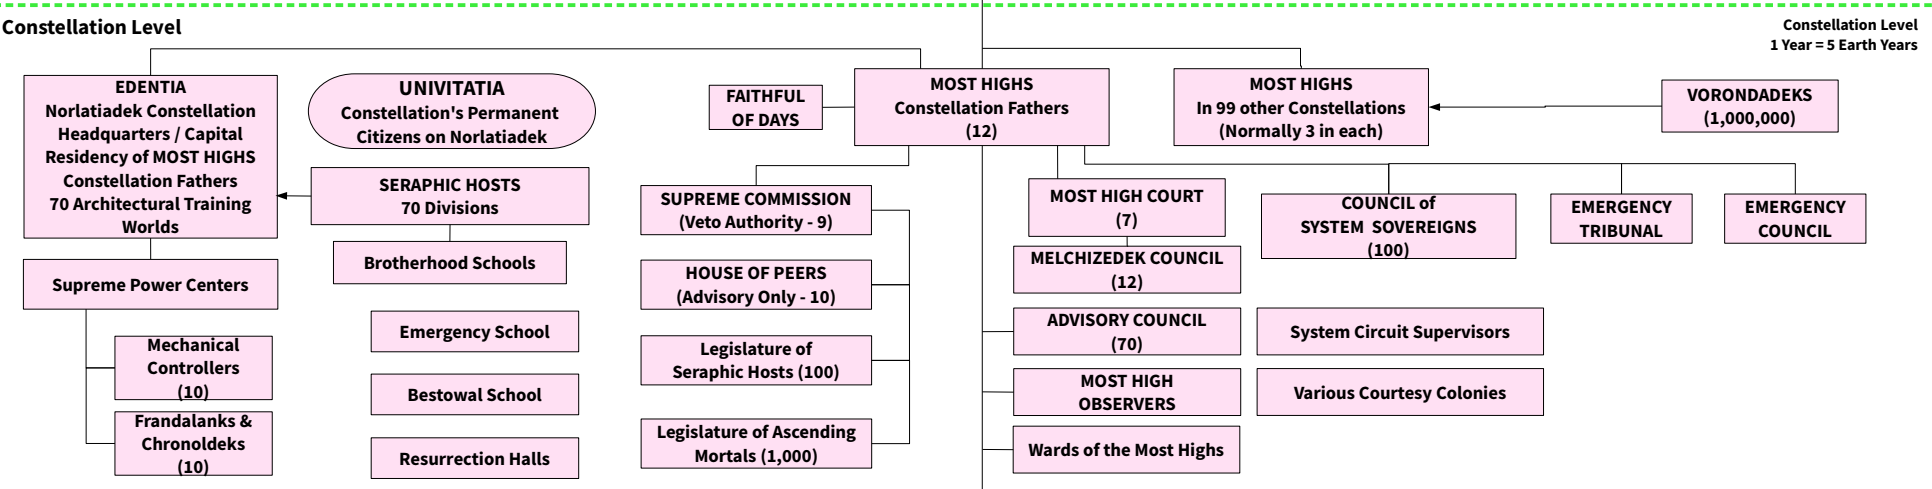 Constellation Level
Constellation Level
1 Year = 5 Earth Years
EDENTIA
Norlatiadek Constellation
Headquarters / Capital
Residency of MOST HIGHS
Constellation Fathers
70 Architectural Training
Worlds
UNIVITATIA
Constellation's Permanent
Citizens on Norlatiadek
FAITHFUL
OF DAYS
MOST HIGHS
Constellation Fathers
(12)
MOST HIGHS
In 99 other Constellations
(Normally 3 in each)
VORONDADEKS
(1,000,000)
SERAPHIC HOSTS
70 Divisions
Brotherhood Schools
Supreme Power Centers
Mechanical
Controllers
(10)
Frandalanks &
Chronoldeks
(10)
Emergency School
Bestowal School
Resurrection Halls
SUPREME COMMISSION
(Veto Authority - 9)
HOUSE OF PEERS
(Advisory Only - 10)
Legislature of
Seraphic Hosts (100)
Legislature of Ascending
Mortals (1,000)
MOST HIGH COURT
(7)
MELCHIZEDEK COUNCIL
(12)
ADVISORY COUNCIL
(70)
MOST HIGH
OBSERVERS
Wards of the Most Highs
COUNCIL of
SYSTEM SOVEREIGNS
(100)
EMERGENCY
TRIBUNAL
EMERGENCY
COUNCIL
System Circuit Supervisors
Various Courtesy Colonies